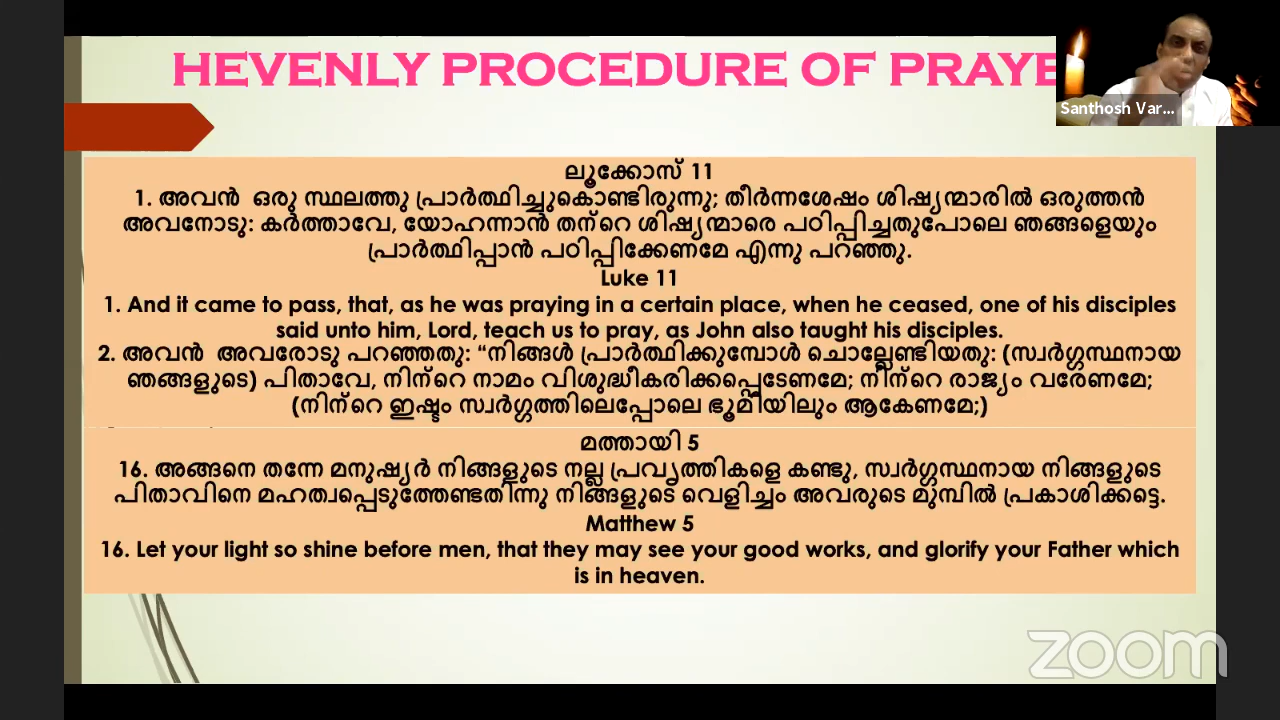 HEVENLY PROCEDURE OF PRAYE
Santhosh Var...
ലൂക്കോസ് 11
1. അവൻ ഒരു സ്ഥലത്തു പ്രാർത്ഥിച്ചുകൊണ്ടിരുന്നു; തീർന്നശേഷം ശിഷ്യന്മാരിൽ ഒരുത്തൻ
അവനോടു: കർത്താവേ, യോഹന്നാൻ തന്റെ ശിഷ്യന്മാരെ പഠിപ്പിച്ചതുപോലെ ഞങ്ങളെയും
പ്രാർത്ഥിപ്പാൻ പഠിപ്പിക്കേണമേ എന്നു പറഞ്ഞു.
Luke 11
1. And it came to pass, that, as he was praying in a certain place, when he ceased, one of his disciples
said unto him, Lord, teach us to pray, as John also taught his disciples.
2. അവൻ അവരോടു പറഞ്ഞതു: “നിങ്ങൾ പ്രാർത്ഥിക്കുമ്പോൾ ചൊല്ലേണ്ടിയതു: (സ്വർഗ്ഗസ്ഥനായ
ഞങ്ങളുടെ) പിതാവേ, നിന്റെ നാമം വിശുദ്ധീകരിക്കപ്പെടേണമേ; നിന്റെ രാജ്യം വരേണമേ;
(നിന്റെ ഇഷ്ടം സ്വർഗ്ഗത്തിലെപ്പോലെ ഭൂമിയിലും ആകേണമേ;)
മത്തായി 5
16. അങ്ങനെ തന്നേ മനുഷ്യർ നിങ്ങളുടെ നല്ല പ്രവൃത്തികളെ കണ്ടു, സ്വർഗ്ഗസ്ഥനായ നിങ്ങളുടെ
പിതാവിനെ മഹത്വപ്പെടുത്തേണ്ടതിന്നു നിങ്ങളുടെ വെളിച്ചം അവരുടെ മുമ്പിൽ പ്രകാശിക്കട്ടെ.
Matthew 5
16. Let your light so shine before men, that they may see your good works, and glorify your Father which
is in heaven.
zoom